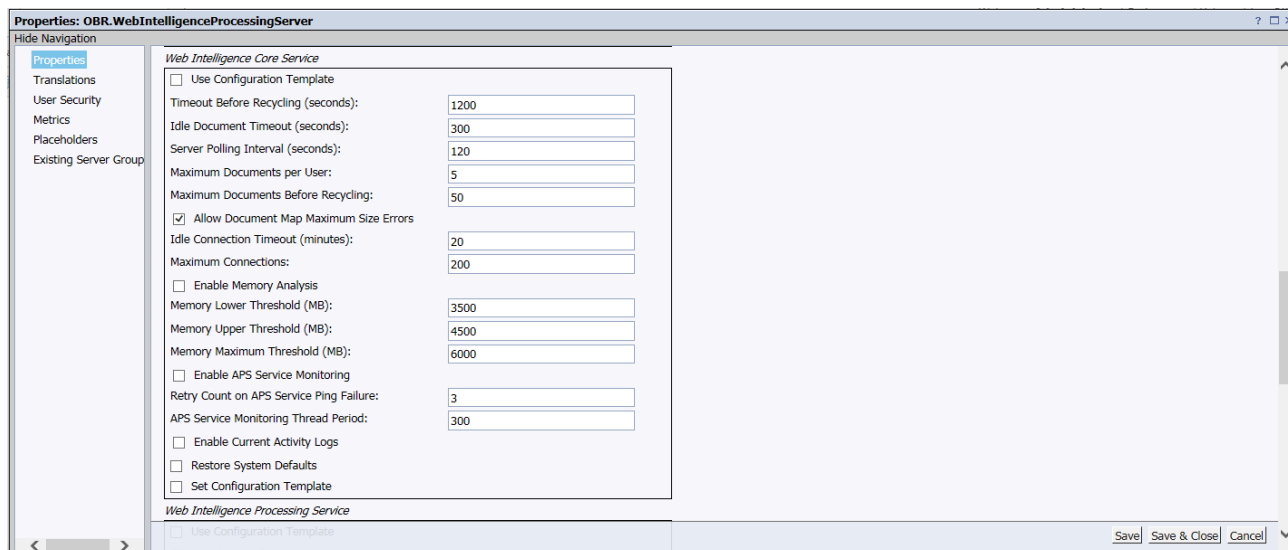 Properties: OBR.WebIntelligenceProcessingServer
Hide Navigation
Properties
Translations
User Security
Metrics
Placeholders
Existing Server Group
Web Intelligence Core Service
Use Configuration Template
Timeout Before Recycling (seconds): 1200
Idle Document Timeout (seconds): 300
Server Polling Interval (seconds): 120
Maximum Documents per User: 5
Maximum Documents Before Recycling: 50
Allow Document Map Maximum Size Errors
Idle Connection Timeout (minutes): 20
Maximum Connections: 200
Enable Memory Analysis
Memory Lower Threshold (MB): 3500
Memory Upper Threshold (MB): 4500
Memory Maximum Threshold (MB): 6000
Enable APS Service Monitoring
Retry Count on APS Service Ping Failure: 3
APS Service Monitoring Thread Period: 300
Enable Current Activity Logs
Restore System Defaults
Set Configuration Template
Web Intelligence Processing Service
Use Configuration Template
Save Save & Close Cancel